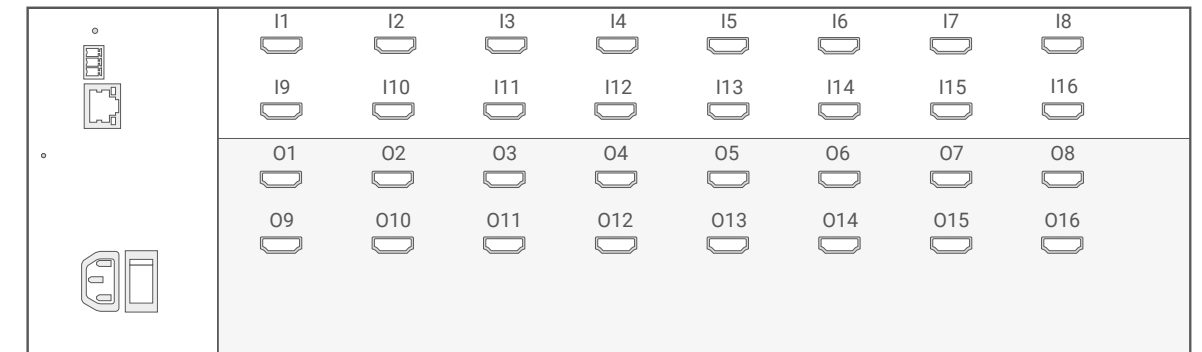 I1 I2 I3 I4 I5 I6 I7 I8
I9 I10 I11 I12 I13 I14 I15 I16
O1 O2 O3 O4 O5 O6 O7 O8
O9 O10 O11 O12 O13 O14 O15 O16